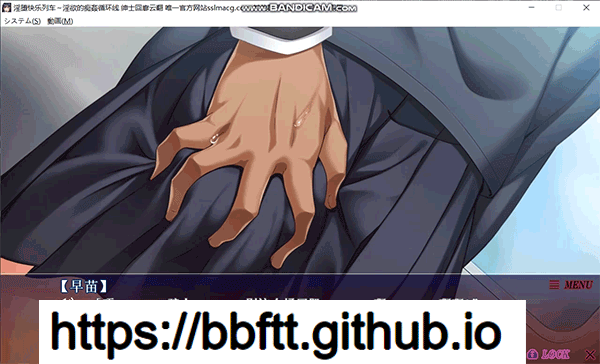 淫堕快乐列车~淫欲的痴姦循环线 绅士回廊云翻 唯一官方网站sslmacg.c
WWW.BANDICAM.COM
システム(S) 動画(M)
【早苗】
MENU
https://bbftt.github.io
LOCK